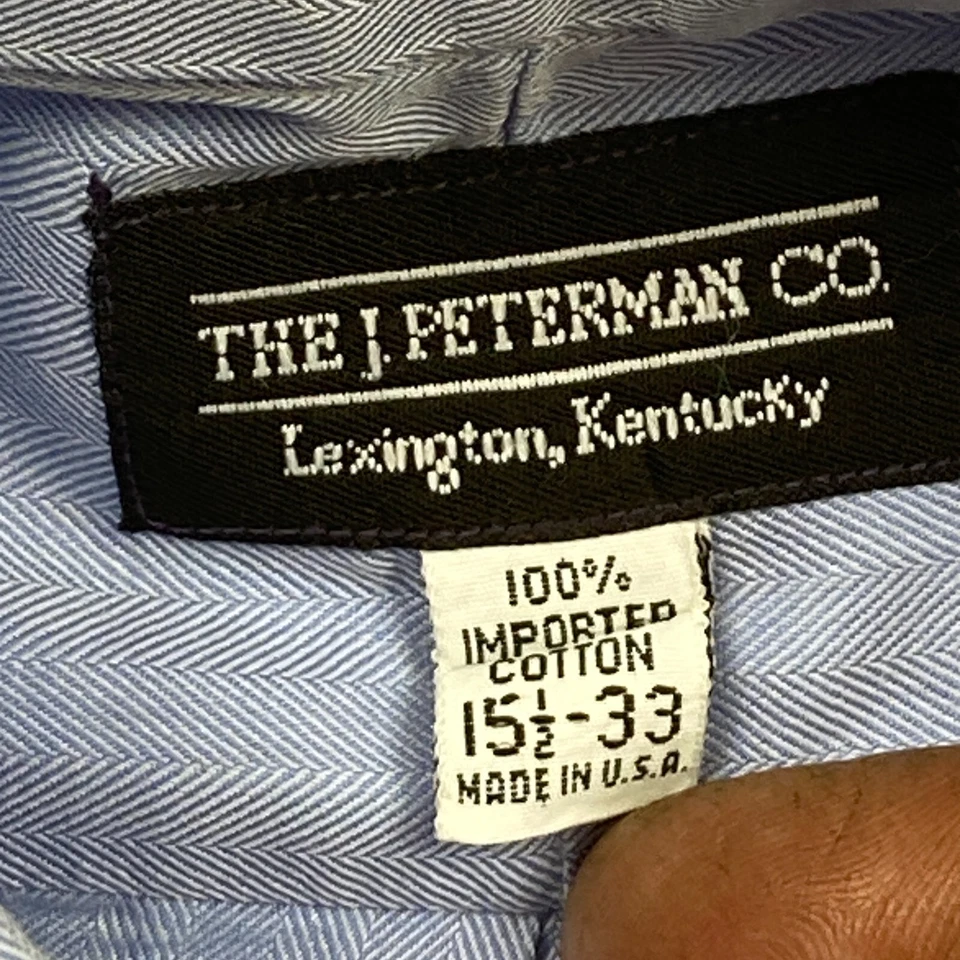 THE J. PETERMAN CO.
Lexington, Kentucky
100%
IMPORTED
COTTON
15½-33
MADE IN U.S.A.